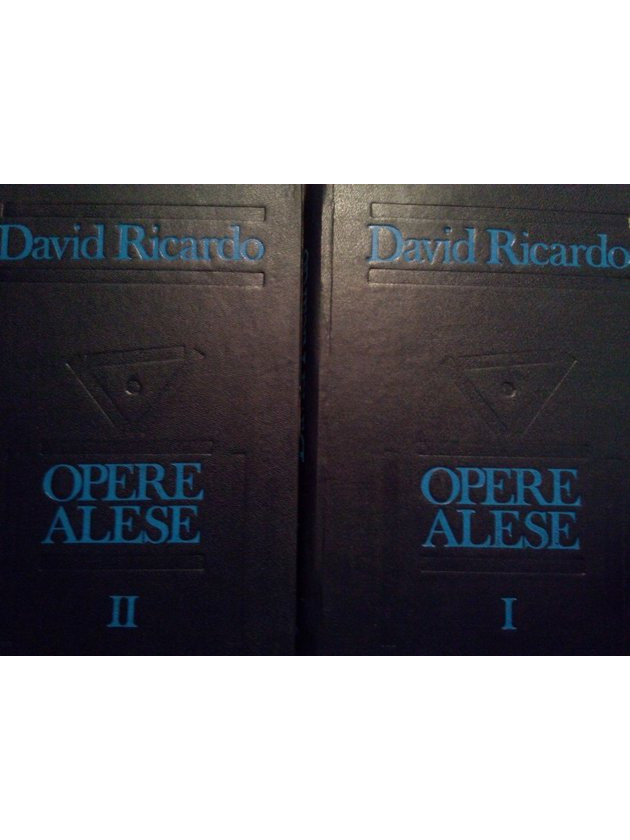 David Ricardo
OPERE
ALESE
II
David Ricardo
OPERE
ALESE
I